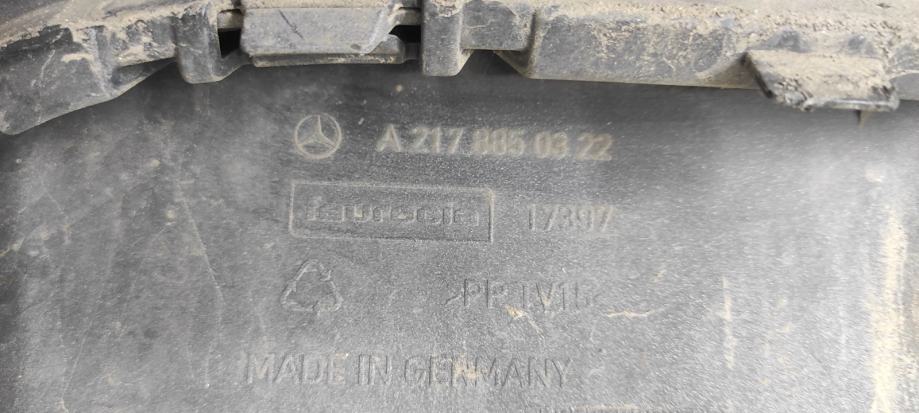 A 217 885 03 22
17397
>PP TV15<
MADE IN GERMANY